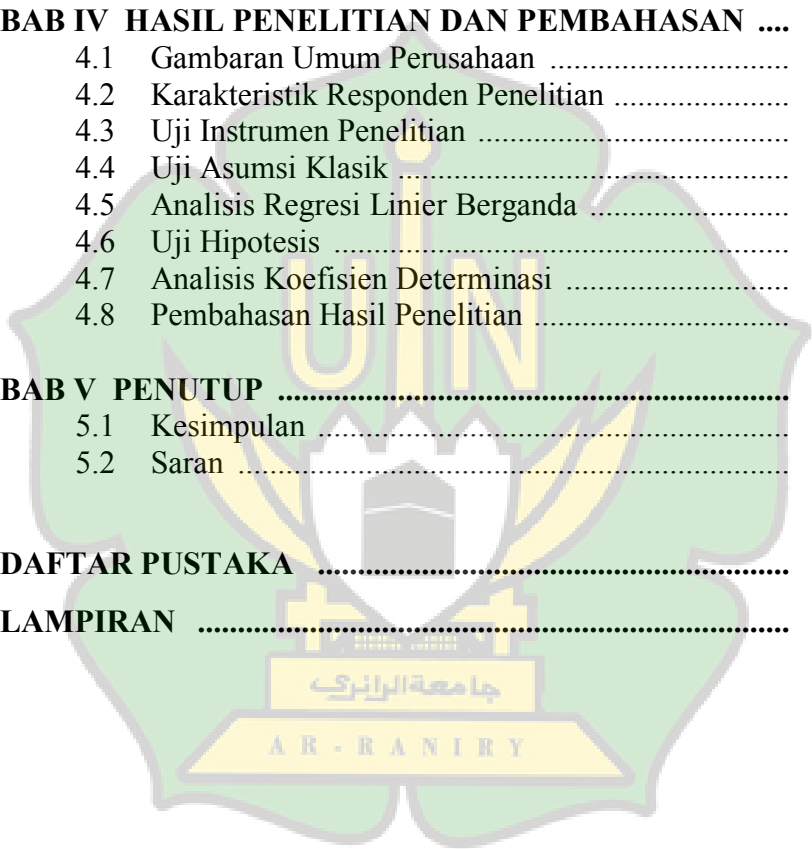 BAB IV HASIL PENELITIAN DAN PEMBAHASAN ....
4.1 Gambaran Umum Perusahaan ..................................
4.2 Karakteristik Responden Penelitian .........................
4.3 Uji Instrumen Penelitian ............................................
4.4 Uji Asumsi Klasik .......................................................
4.5 Analisis Regresi Linier Berganda ............................
4.6 Uji Hipotesis ................................................................
4.7 Analisis Koefisien Determinasi ................................
4.8 Pembahasan Hasil Penelitian ....................................
BAB V PENUTUP ................................................................
5.1 Kesimpulan ..................................................................
5.2 Saran .............................................................................
DAFTAR PUSTAKA ..........................................................
LAMPIRAN ..........................................................................
UIN
جامعةالرانري
AR-RANIRY